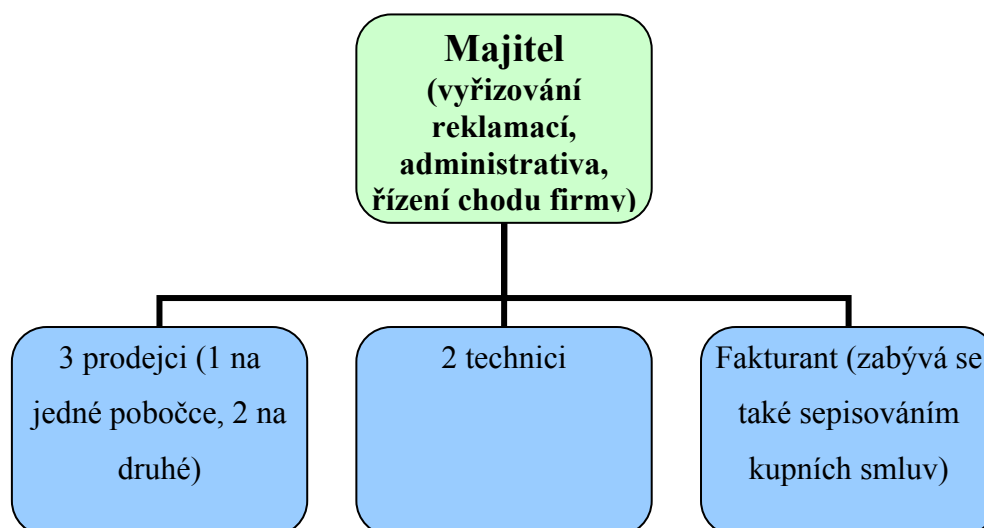 Majitel
(vyřizování
reklamací,
administrativa,
řízení chodu firmy)
3 prodejci (1 na
jedné pobočce, 2 na
druhé)
2 technici
Fakturant (zabývá se
také sepisováním
kupních smluv)